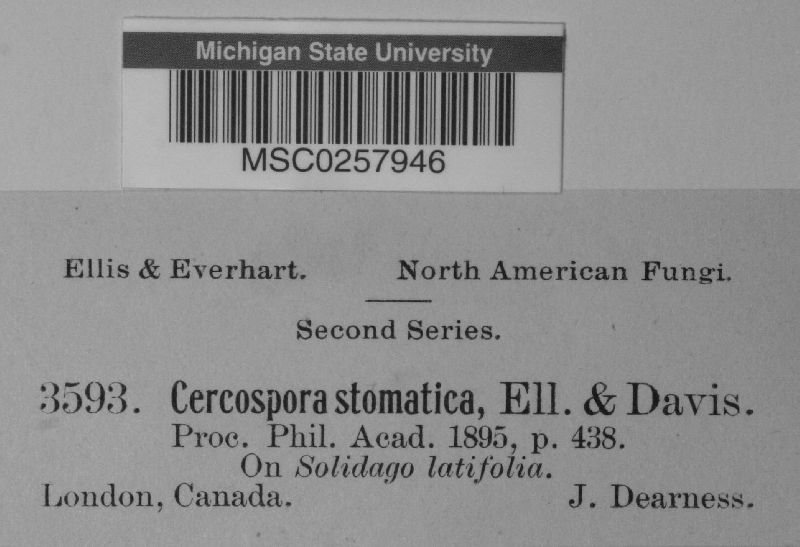 Michigan State University
MSC0257946
Ellis & Everhart. North American Fungi.
Second Series.
3593. Cercospora stomatica, Ell. & Davis.
Proc. Phil. Acad. 1895, p. 438.
On Solidago latifolia.
London, Canada. J. Dearness.